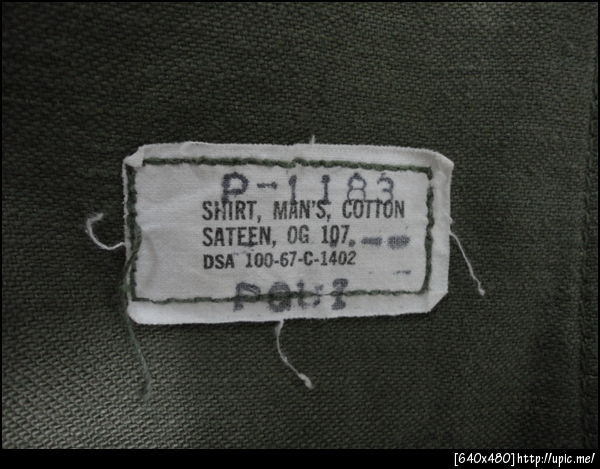 P-1183
SHIRT, MAN'S, COTTON
SATEEN, OG 107
DSA 100-67-C-1402
[640x480]http://upic.me/